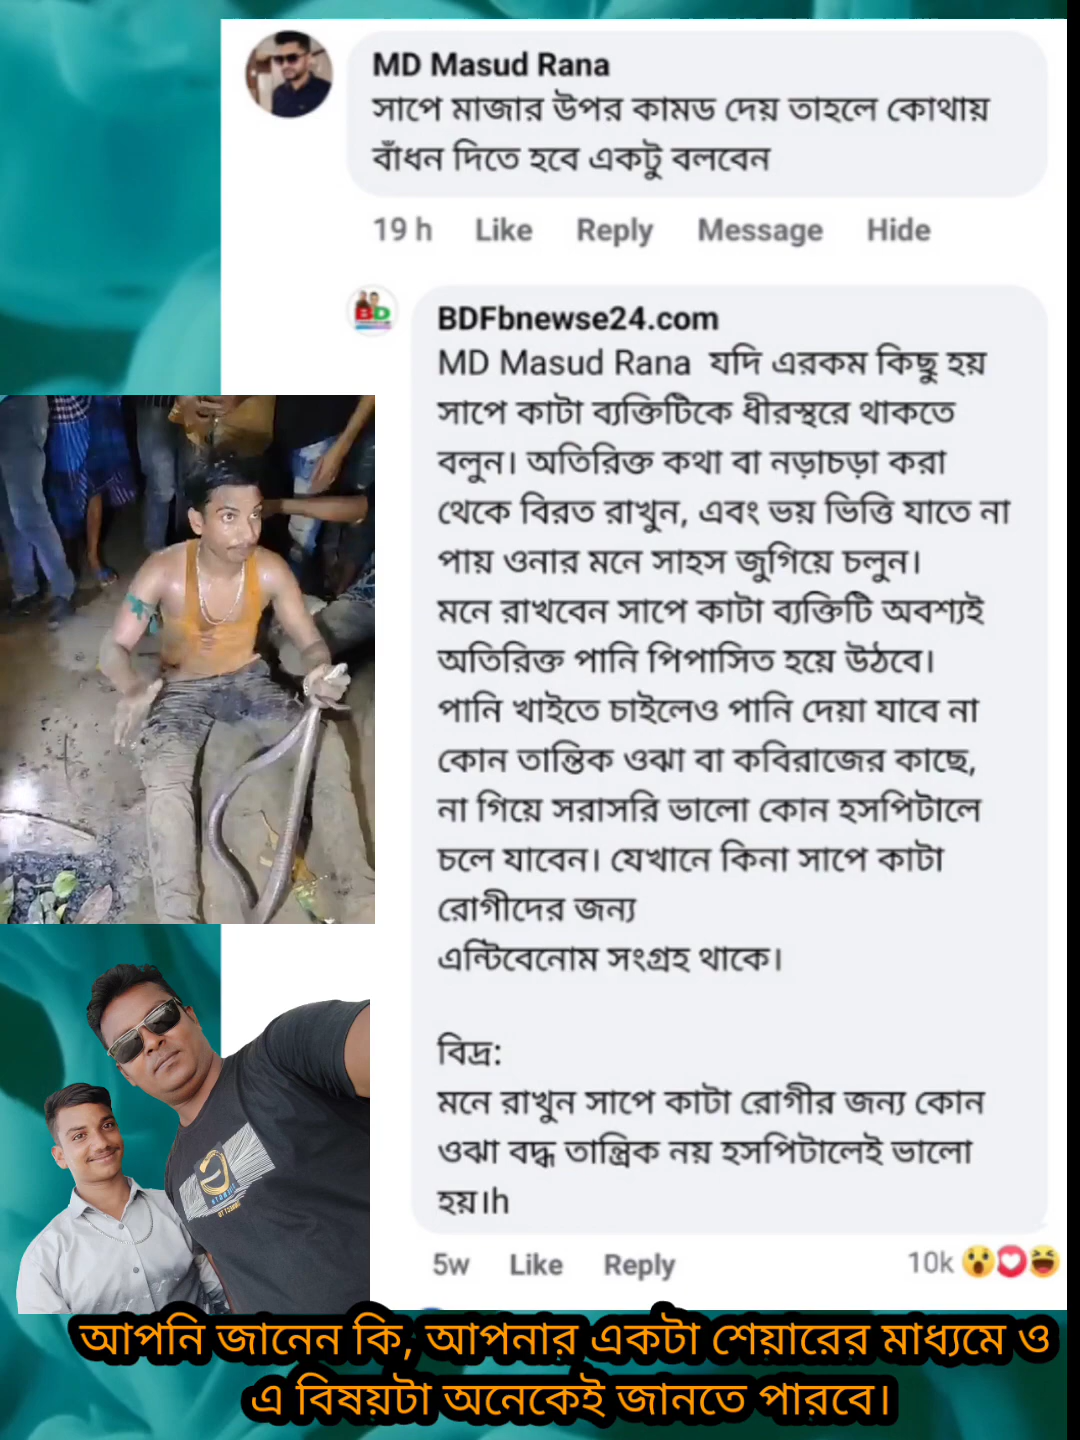 MD Masud Rana
সাপে মাজার উপর কামড দেয় তাহলে কোথায়
বাঁধন দিতে হবে একটু বলবেন
19 h Like Reply Message Hide
BD
BDFbnewse24.com
MD Masud Rana যদি এরকম কিছু হয়
সাপে কাটা ব্যক্তিটিকে ধীরস্থরে থাকতে
বলুন। অতিরিক্ত কথা বা নড়াচড়া করা
থেকে বিরত রাখুন, এবং ভয় ভিত্তি যাতে না
পায় ওনার মনে সাহস জুগিয়ে চলুন।
মনে রাখবেন সাপে কাটা ব্যক্তিটি অবশ্যই
অতিরিক্ত পানি পিপাসিত হয়ে উঠবে।
পানি খাইতে চাইলেও পানি দেয়া যাবে না
কোন তান্তিক ওঝা বা কবিরাজের কাছে,
না গিয়ে সরাসরি ভালো কোন হসপিটালে
চলে যাবেন। যেখানে কিনা সাপে কাটা
রোগীদের জন্য
এন্টিবেনোম সংগ্রহ থাকে।
বিদ্র:
মনে রাখুন সাপে কাটা রোগীর জন্য কোন
ওঝা বদ্ধ তান্ত্রিক নয় হসপিটালেই ভালো
হয়।h
5w Like Reply 10k
আপনি জানেন কি, আপনার একটা শেয়ারের মাধ্যমে ও
এ বিষয়টা অনেকেই জানতে পারবে।